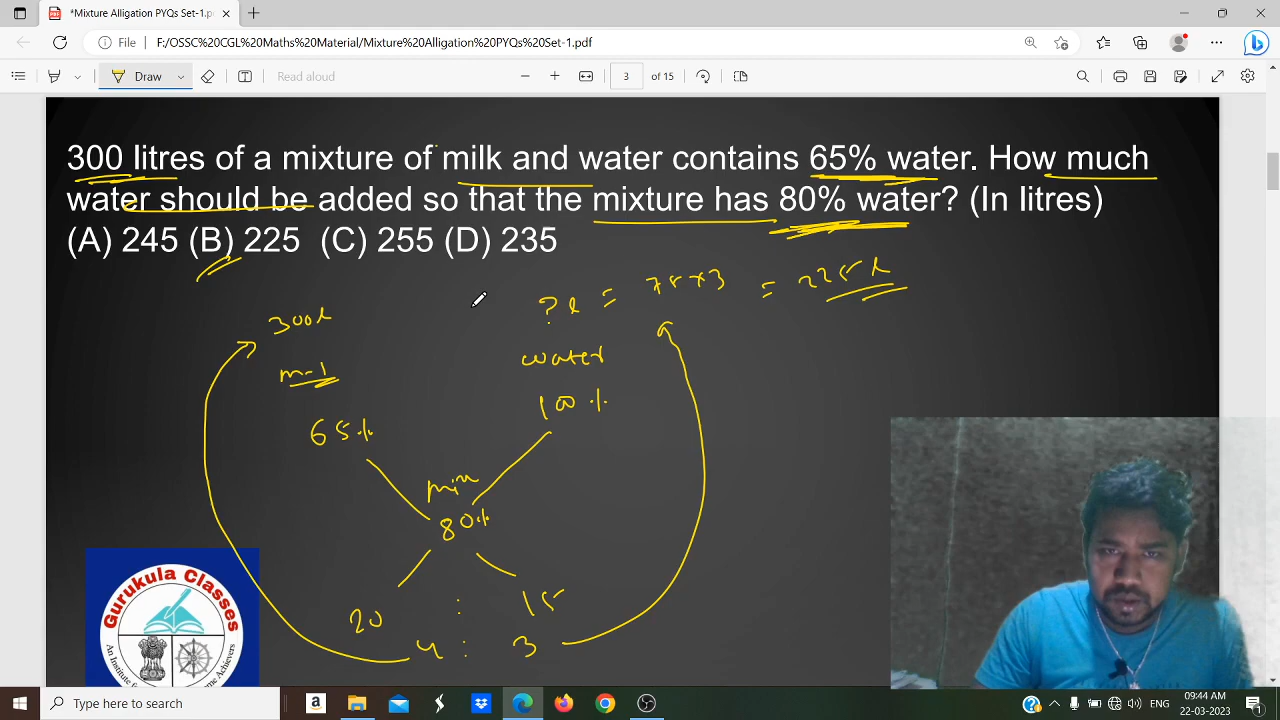 *Mixture Alligation PYQs Set-1.p
File F:/OSSC%20CGL%20Maths%20Material/Mixture%20Alligation%20PYQs%20Set-1.pdf
Draw Read aloud 3 of 15
300 litres of a mixture of milk and water contains 65% water. How much
water should be added so that the mixture has 80% water? (In litres)
(A) 245 (B) 225 (C) 255 (D) 235
?l = 75x3 = 225 l
300l
water
m-1
100%
65%
mix
80%
20 : 15
4 : 3
Gurukula Classes
Type here to search
ENG 09:44 AM
22-03-2023